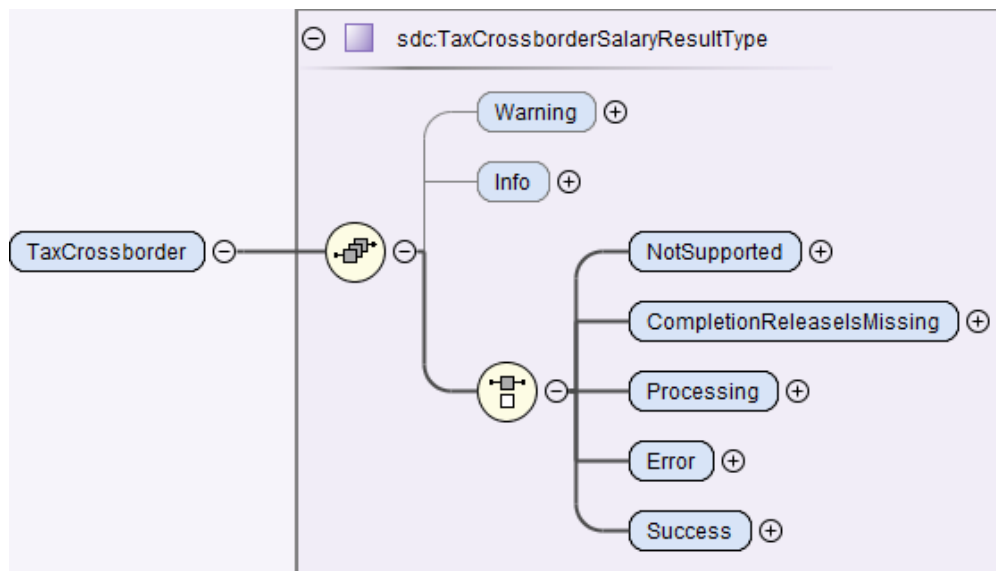 sdc:TaxCrossborderSalaryResultType
Warning
Info
TaxCrossborder
NotSupported
CompletionReleaseIsMissing
Processing
Error
Success